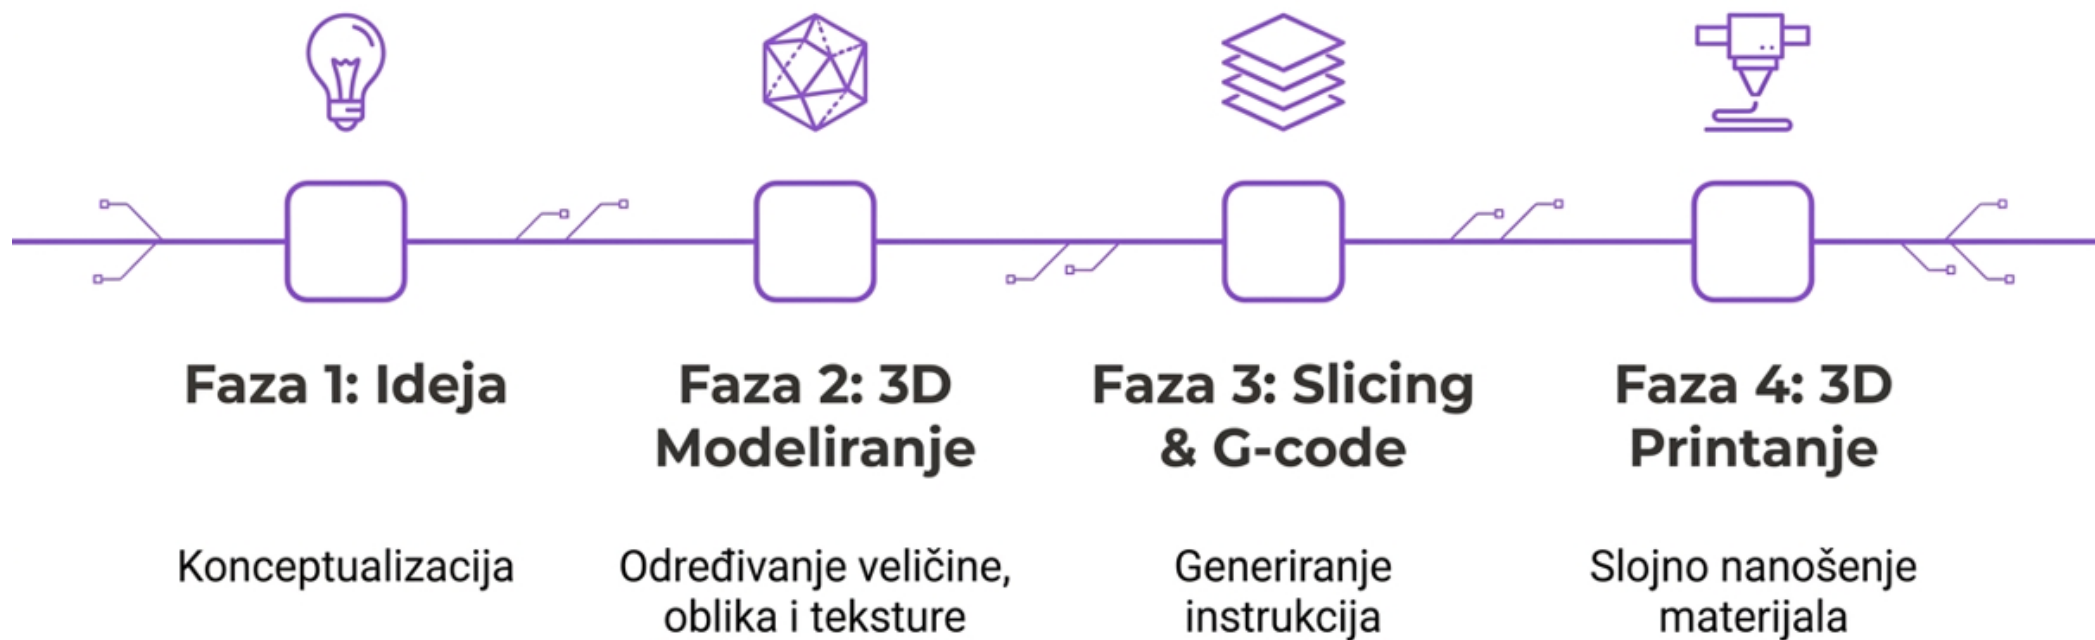 Faza 1: Ideja
Konceptualizacija
Faza 2: 3D
Modeliranje
Određivanje veličine,
oblika i teksture
Faza 3: Slicing
& G-code
Generiranje
instrukcija
Faza 4: 3D
Printanje
Slojno nanošenje
materijala